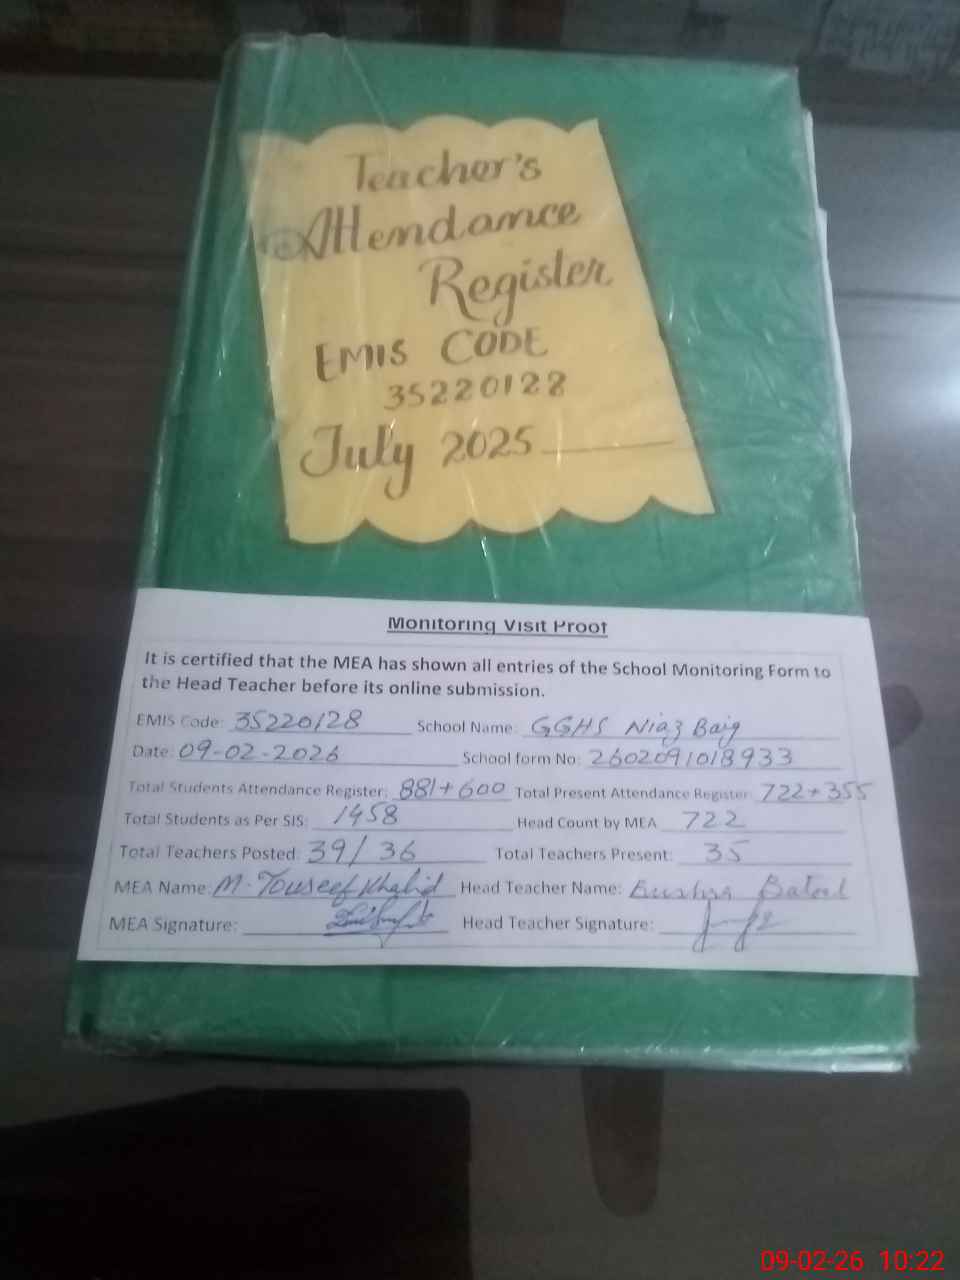 Teacher's
Attendance
Register
EMIS CODE
35220128
July 2025
Monitoring Visit Proof
It is certified that the MEA has shown all entries of the School Monitoring Form to
the Head Teacher before its online submission.
EMIS Code: 35220128 School Name: GGHS Niaz Baig
Date: 09-02-2026 School form No: 2602091018933
Total Students Attendance Register: 881+600 Total Present Attendance Register: 722+355
Total Students as Per SIS: 1458 Head Count by MEA 722
Total Teachers Posted: 39/36 Total Teachers Present: 35
MEA Name: M. Touseef Khalid Head Teacher Name: Bushra Batool
MEA Signature: Head Teacher Signature:
09-02-26 10:22